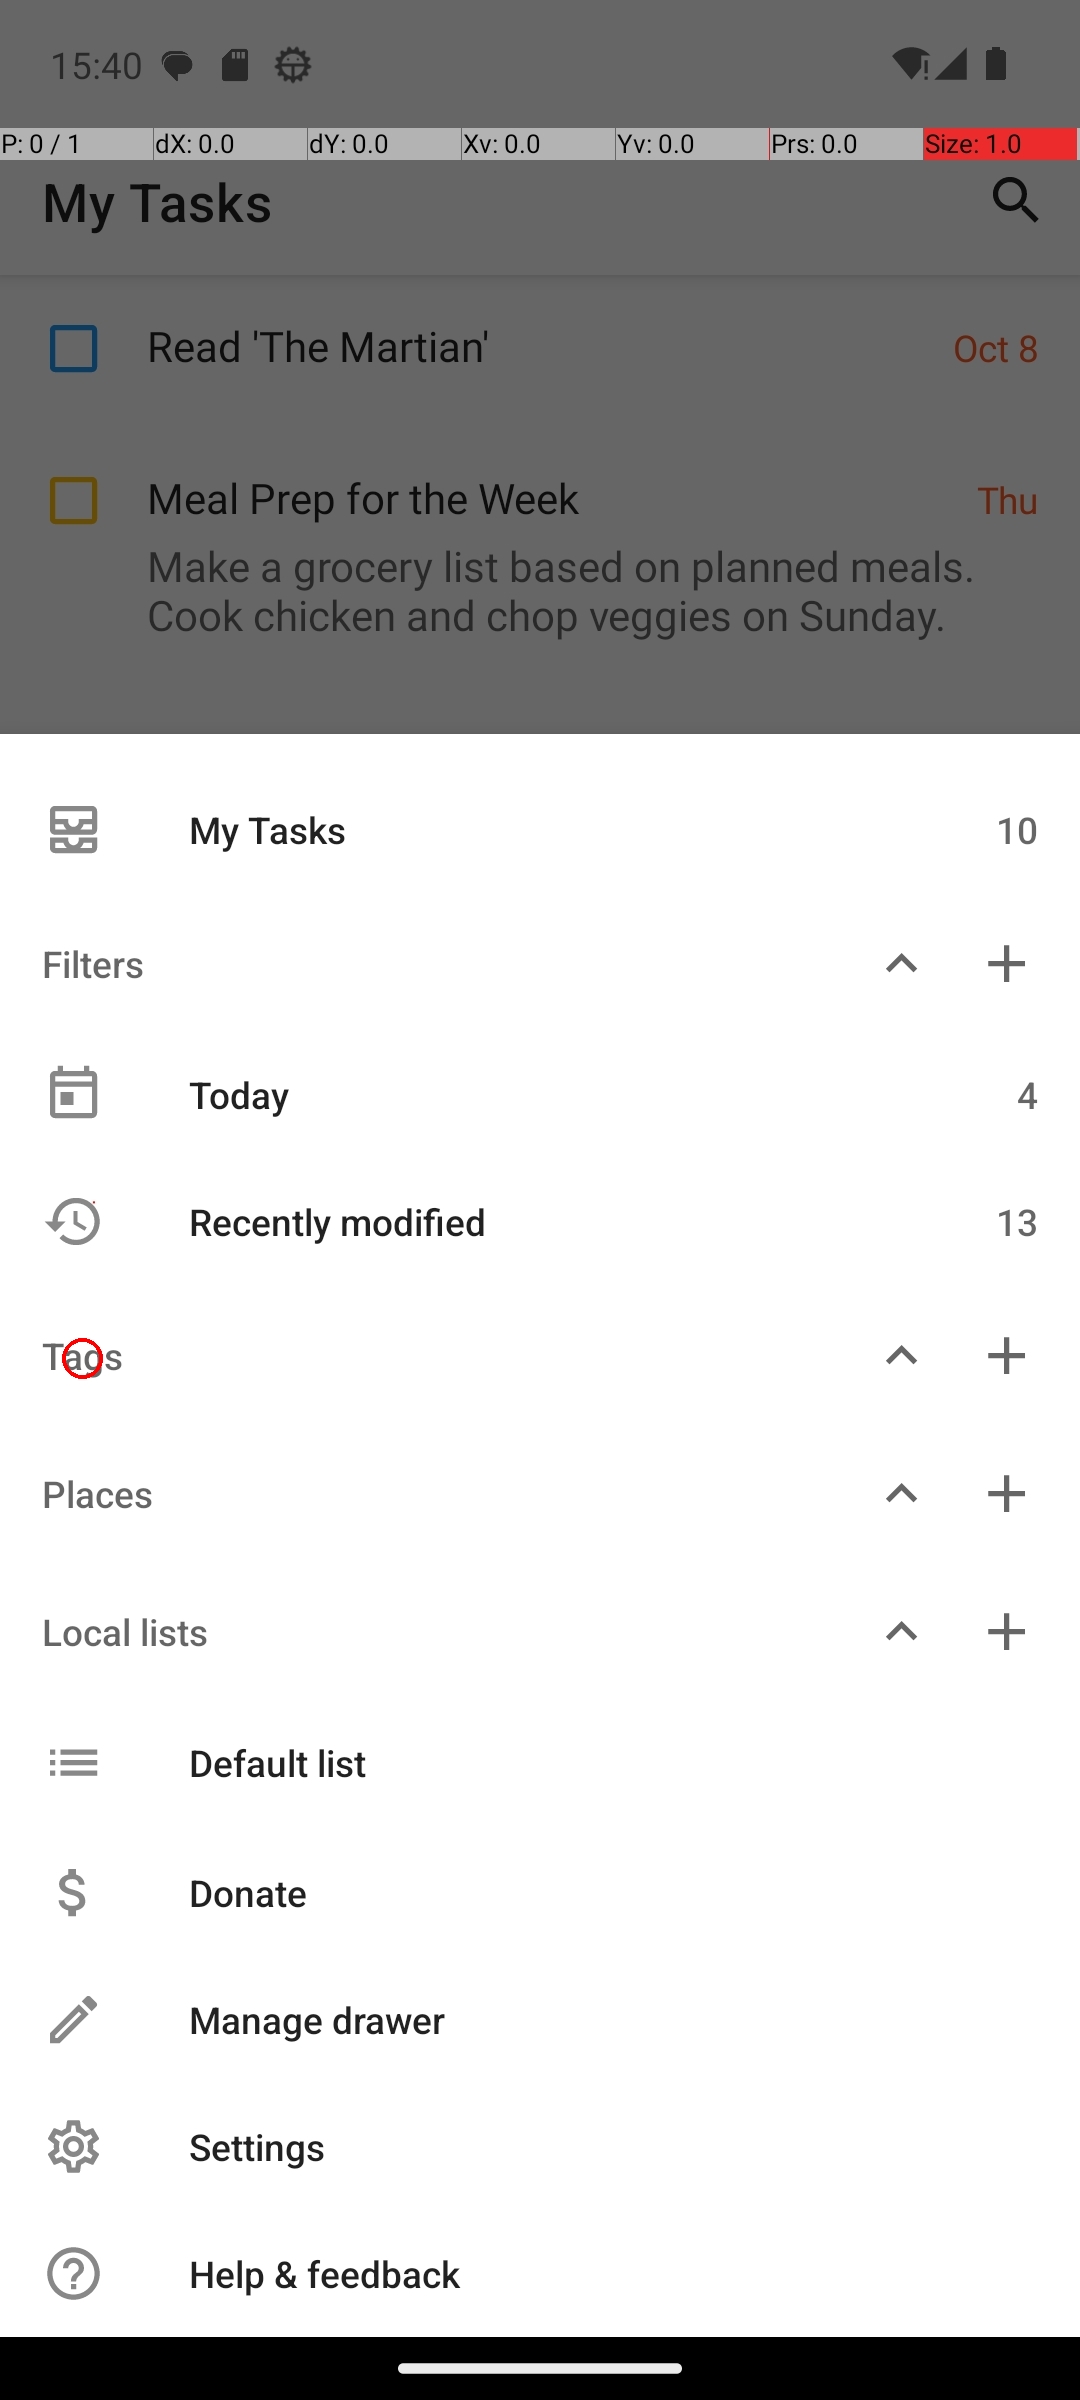 15:40
P: 0 / 1 dX: 0.0 dY: 0.0 Xv: 0.0 Yv: 0.0 Prs: 0.0 Size: 1.0
My Tasks
Read 'The Martian' Oct 8
Meal Prep for the Week Thu
Make a grocery list based on planned meals.
Cook chicken and chop veggies on Sunday.
My Tasks 10
Filters
Today 4
Recently modified 13
Tags
Places
Local lists
Default list
Donate
Manage drawer
Settings
Help & feedback